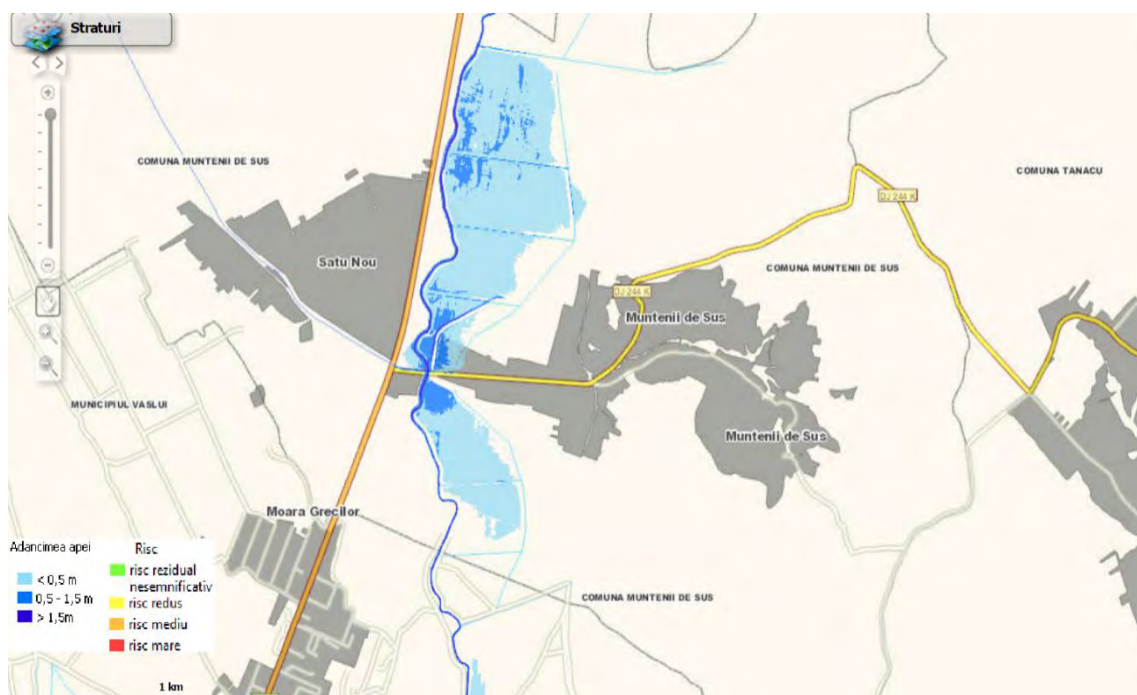 Straturi
COMUNA MUNTENII DE SUS
COMUNA TANACU
DJ 244 K
Satu Nou
COMUNA MUNTENII DE SUS
DJ 244 K
Muntenii de Sus
MUNICIPIUL VASLUI
Muntenii de Sus
Moara Grecilor
Adancimea apei
< 0,5 m
0,5 - 1,5 m
> 1,5m
Risc
risc rezidual
nesemnificativ
risc redus
risc mediu
risc mare
COMUNA MUNTENII DE SUS
1 km